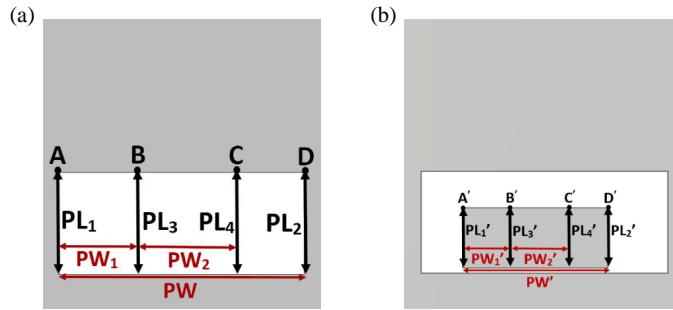 (a)
A B C D
PL₁ PL₃ PL₄ PL₂
PW₁ PW₂
PW
(b)
A′ B′ C′ D′
PL₁′ PL₃′ PL₄′ PL₂′
PW₁′ PW₂′
PW′